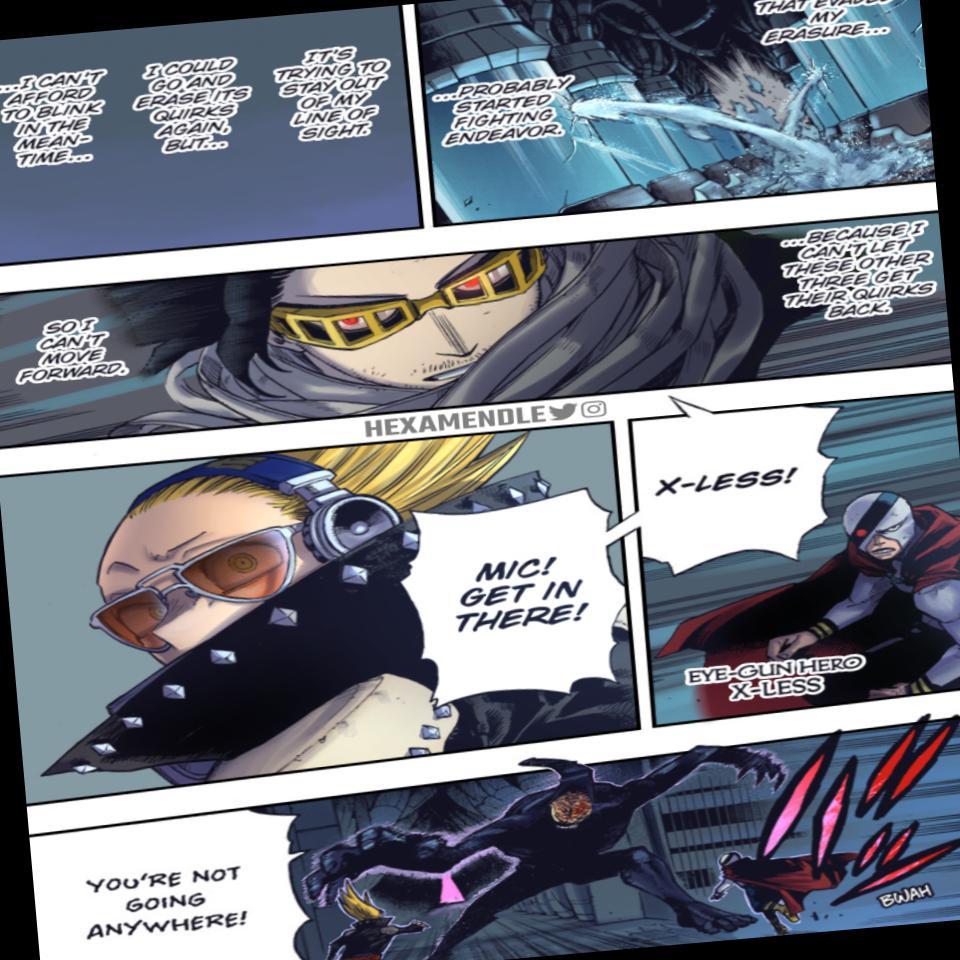 THAT EVADED
MY
ERASURE...
...PROBABLY
STARTED
FIGHTING
ENDEAVOR.
IT'S
TRYING TO
STAY OUT
OF MY
LINE OF
SIGHT.
I COULD
GO AND
ERASE ITS
QUIRKS
AGAIN,
BUT...
...I CAN'T
AFFORD
TO BLINK
IN THE
MEAN-
TIME...
...BECAUSE I
CAN'T LET
THESE OTHER
THREE GET
THEIR QUIRKS
BACK.
SO I
CAN'T
MOVE
FORWARD.
HEXAMENDLE
X-LESS!
EYE-GUN HERO
X-LESS
MIC!
GET IN
THERE!
BWAH
YOU'RE NOT
GOING
ANYWHERE!